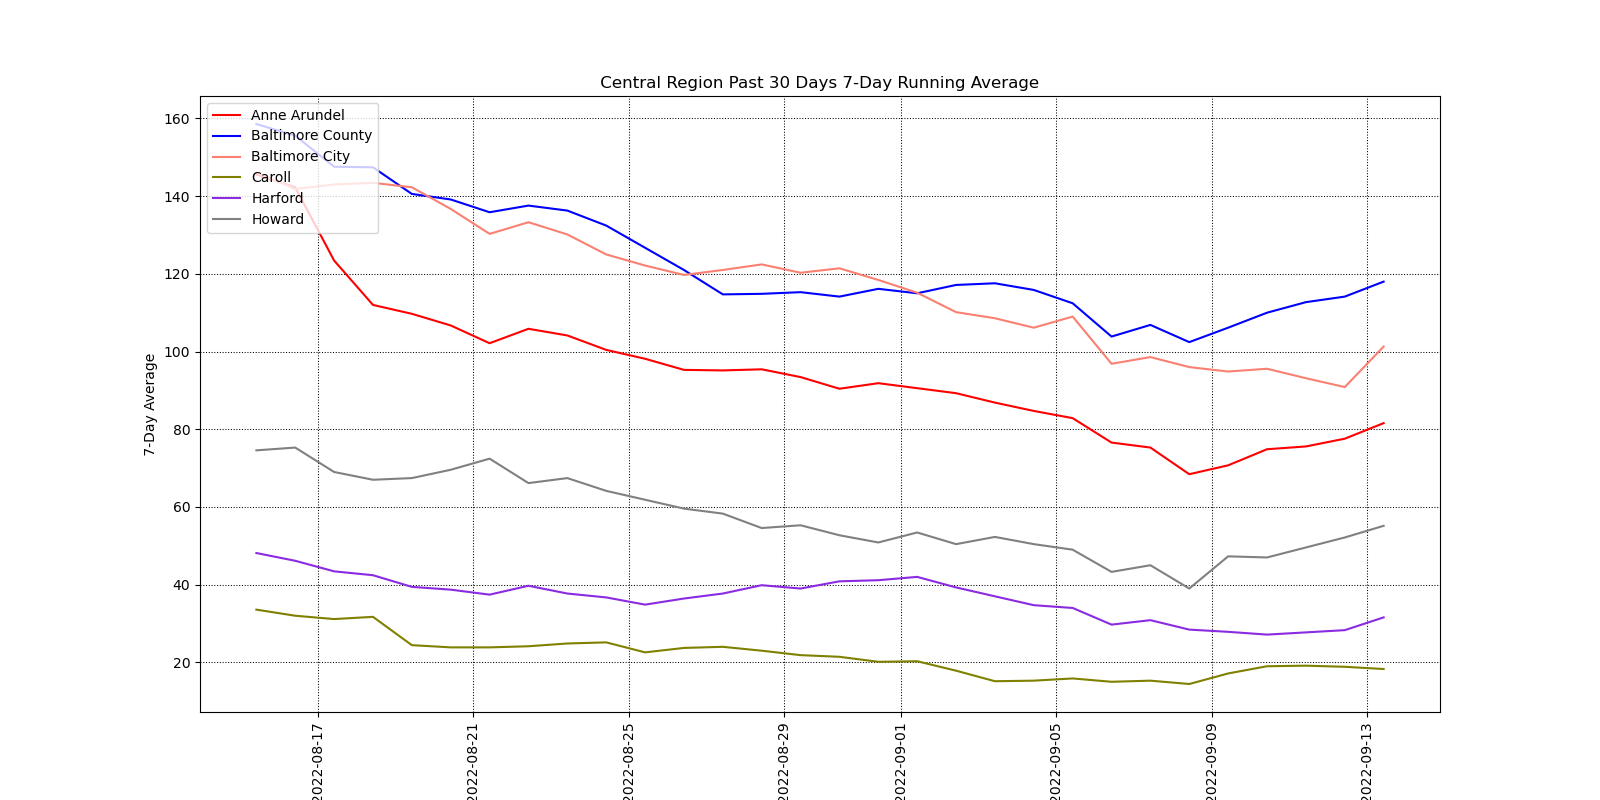 Central Region Past 30 Days 7-Day Running Average
160
140
120
100
80
60
40
20
7-Day Average
Anne Arundel
Baltimore County
Baltimore City
Caroll
Harford
Howard
2022-08-17
2022-08-21
2022-08-25
2022-08-29
2022-09-01
2022-09-05
2022-09-09
2022-09-13